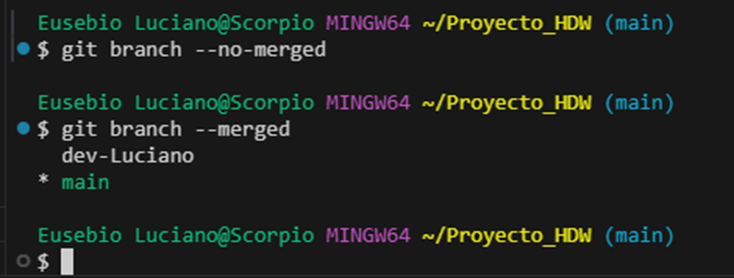 Eusebio Luciano@Scorpio MINGW64 ~/Proyecto_HDW (main)
$ git branch --no-merged
Eusebio Luciano@Scorpio MINGW64 ~/Proyecto_HDW (main)
$ git branch --merged
  dev-Luciano
* main
Eusebio Luciano@Scorpio MINGW64 ~/Proyecto_HDW (main)
$